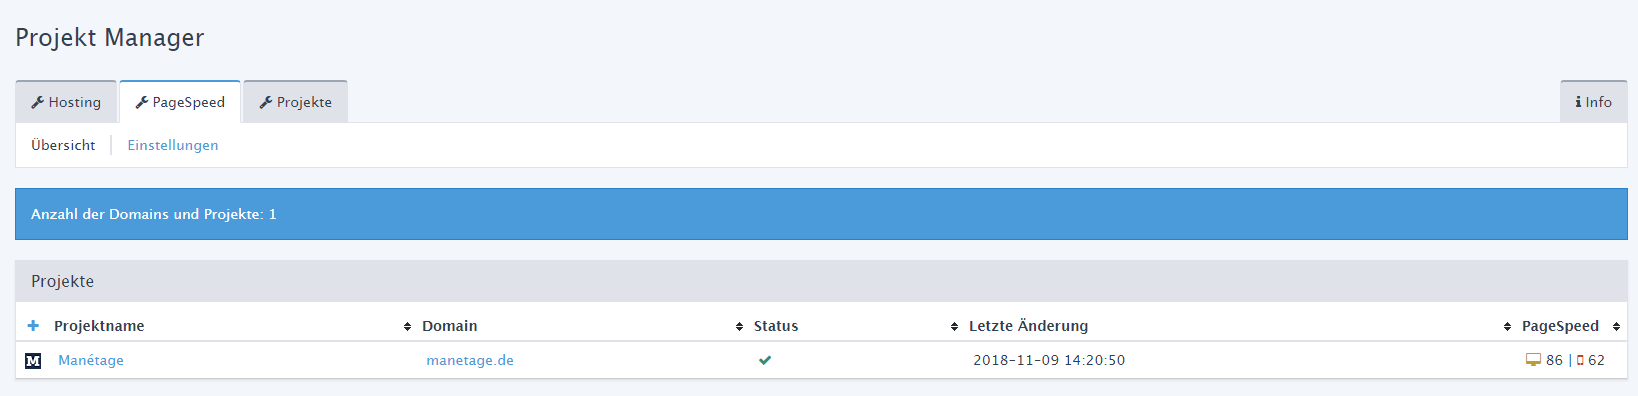 Projekt Manager
Hosting PageSpeed Projekte Info
Übersicht Einstellungen
Anzahl der Domains und Projekte: 1
Projekte
Projektname Domain Status Letzte Änderung PageSpeed
M Manétage manetage.de 2018-11-09 14:20:50 86 | 62